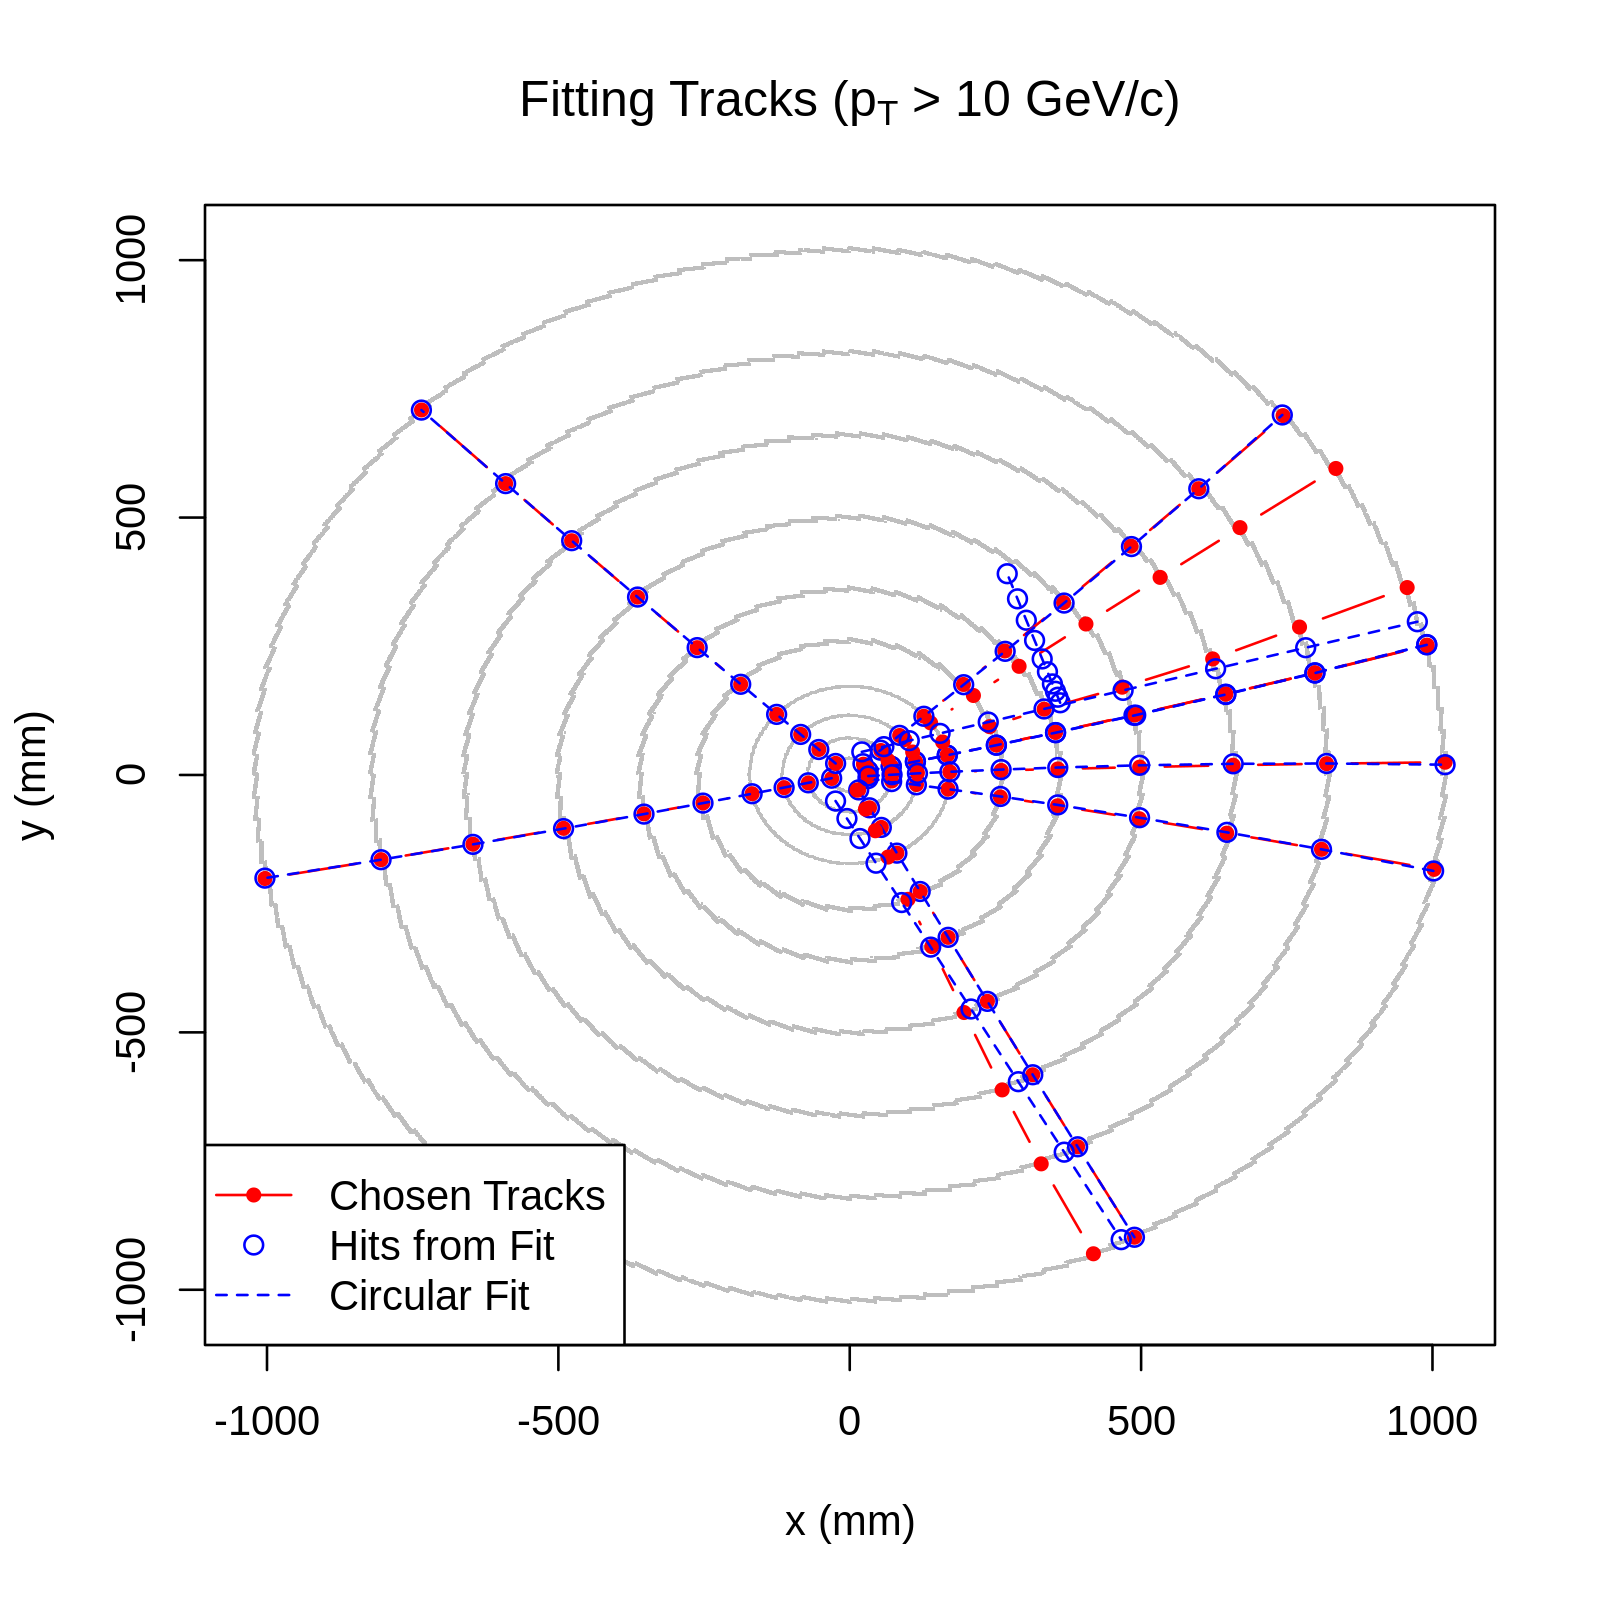 Fitting Tracks (pT > 10 GeV/c)
1000
500
0
-500
-1000
y (mm)
Chosen Tracks
Hits from Fit
Circular Fit
-1000 -500 0 500 1000
x (mm)